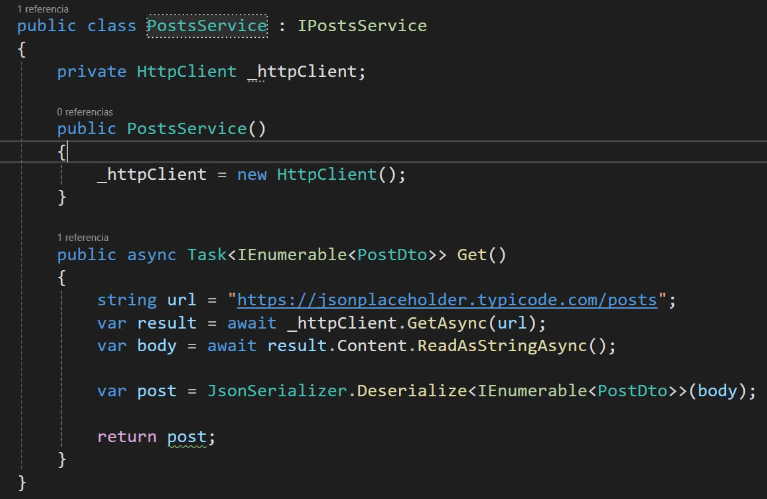 1 referencia
public class PostsService : IPostsService
{
private HttpClient _httpClient;
0 referencias
public PostsService()
{
_httpClient = new HttpClient();
}
1 referencia
public async Task<IEnumerable<PostDto>> Get()
{
string url = "https://jsonplaceholder.typicode.com/posts";
var result = await _httpClient.GetAsync(url);
var body = await result.Content.ReadAsStringAsync();
var post = JsonSerializer.Deserialize<IEnumerable<PostDto>>(body);
return post;
}
}